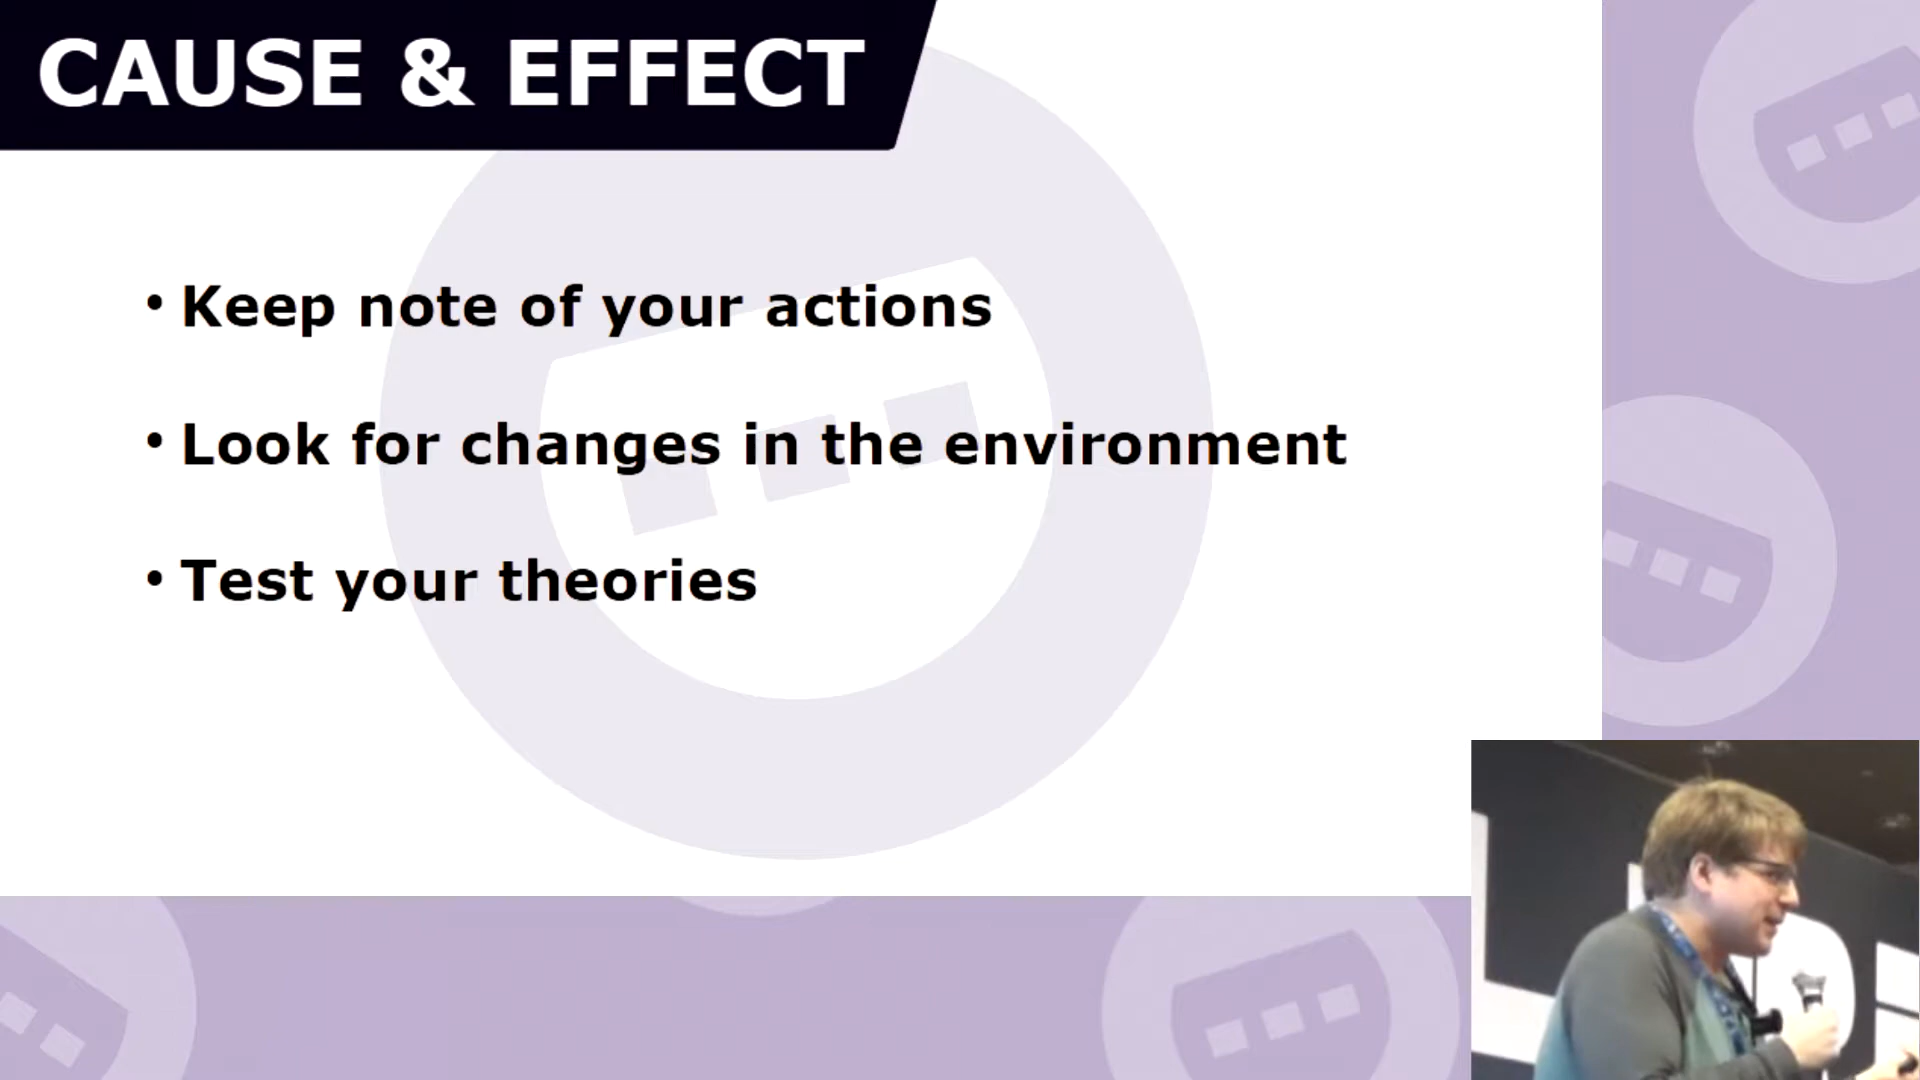 CAUSE & EFFECT
• Keep note of your actions
• Look for changes in the environment
• Test your theories